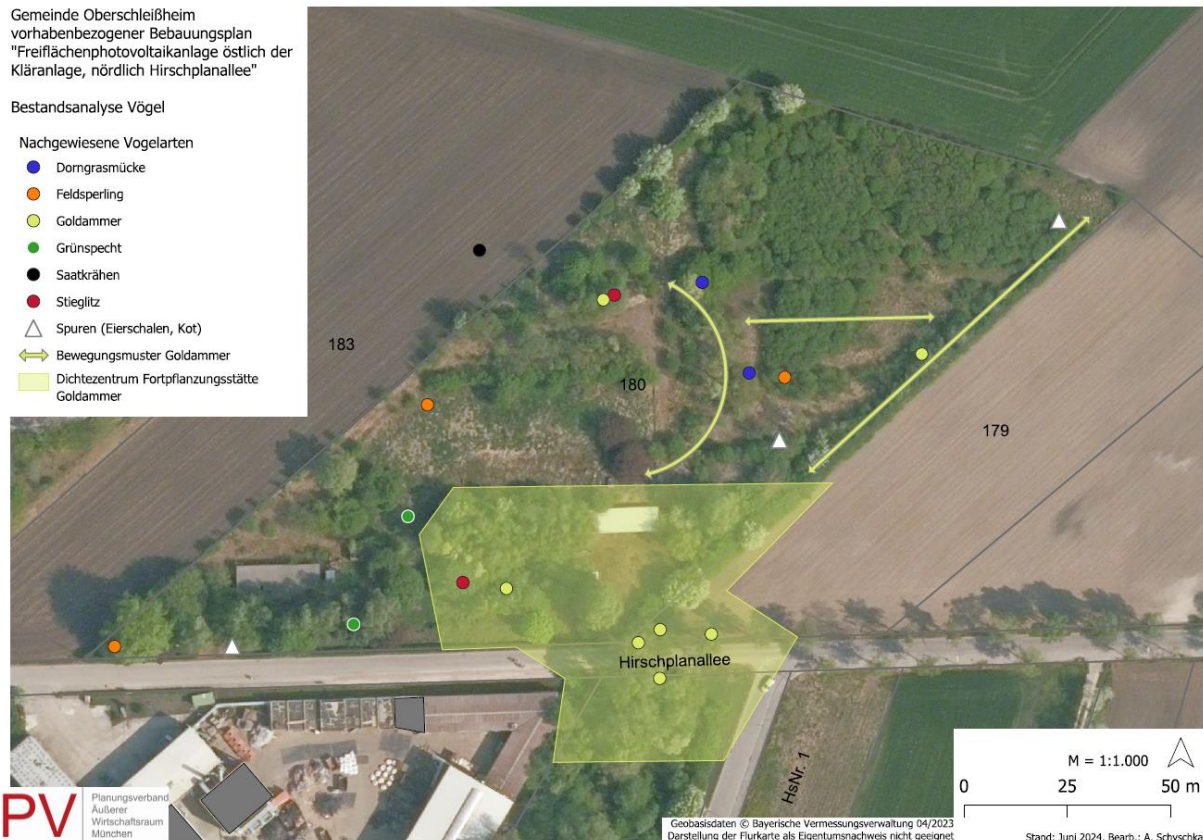 Gemeinde Oberschleißheim
vorhabenbezogener Bebauungsplan
"Freiflächenphotovoltaikanlage östlich der
Kläranlage, nördlich Hirschplanallee"
Bestandsanalyse Vögel
Nachgewiesene Vogelarten
Dorngrasmücke
Feldsperling
Goldammer
Grünspecht
Saatkrähen
Stieglitz
Spuren (Eierschalen, Kot)
Bewegungsmuster Goldammer
Dichtezentrum Fortpflanzungsstätte
Goldammer
183
180
179
Hirschplanallee
HsNr. 1
M = 1:1.000
0 25 50 m
PV
Planungsverband
Äußerer
Wirtschaftsraum
München
Geobasisdaten © Bayerische Vermessungsverwaltung 04/2023
Darstellung der Flurkarte als Eigentumsnachweis nicht geeignet
Stand: Juni 2024, Bearb.: A. Schyschka